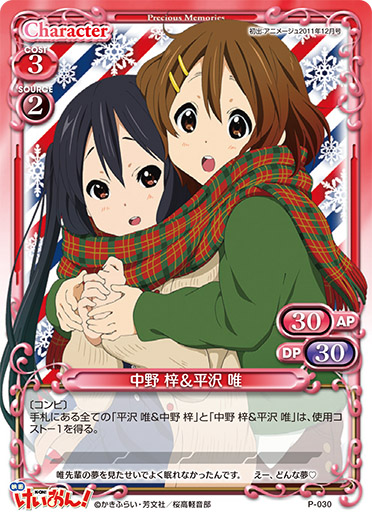 Precious Memories
Character
初出:アニメージュ2011年12月号
COST
3
SOURCE
2
30 AP
DP 30
中野 梓&平沢 唯
[コンビ]
手札にある全ての「平沢 唯&中野 梓」と「中野 梓&平沢 唯」は、使用コ
スト－1を得る。
唯先輩の夢を見たせいでよく眠れなかったんです。 えー、どんな夢♡
映画
けいおん!
K-ON!
©かきふらい・芳文社／桜高軽音部
P-030